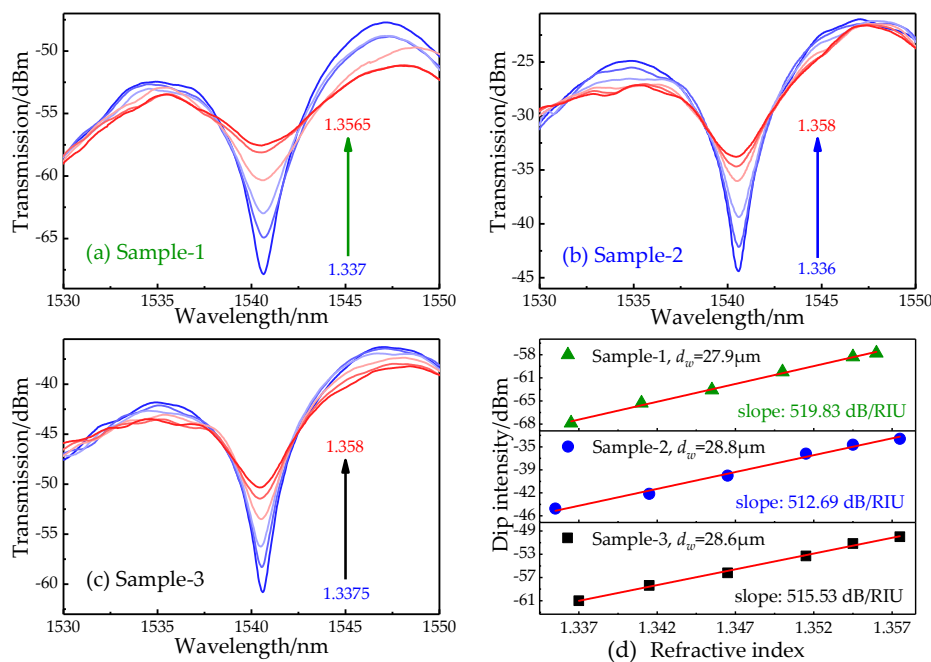 Transmission/dBm
-50
-55
-60
-65
1.3565
1.337
(a) Sample-1
1530 1535 1540 1545 1550
Wavelength/nm
Transmission/dBm
-25
-30
-35
-40
-45
1.358
1.336
(b) Sample-2
1530 1535 1540 1545 1550
Wavelength/nm
Transmission/dBm
-40
-45
-50
-55
-60
1.358
1.3375
(c) Sample-3
1530 1535 1540 1545 1550
Wavelength/nm
Dip intensity/dBm
-58
-61
-65
-68
Sample-1, d_w=27.9μm
slope: 519.83 dB/RIU
-35
-39
-42
-46
Sample-2, d_w=28.8μm
slope: 512.69 dB/RIU
-49
-53
-57
-61
Sample-3, d_w=28.6μm
slope: 515.53 dB/RIU
1.337 1.342 1.347 1.352 1.357
(d) Refractive index